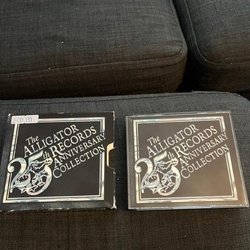 The
ALLIGATOR
RECORDS
25th
ANNIVERSARY
COLLECTION
The
ALLIGATOR
RECORDS
25th
ANNIVERSARY
COLLECTION